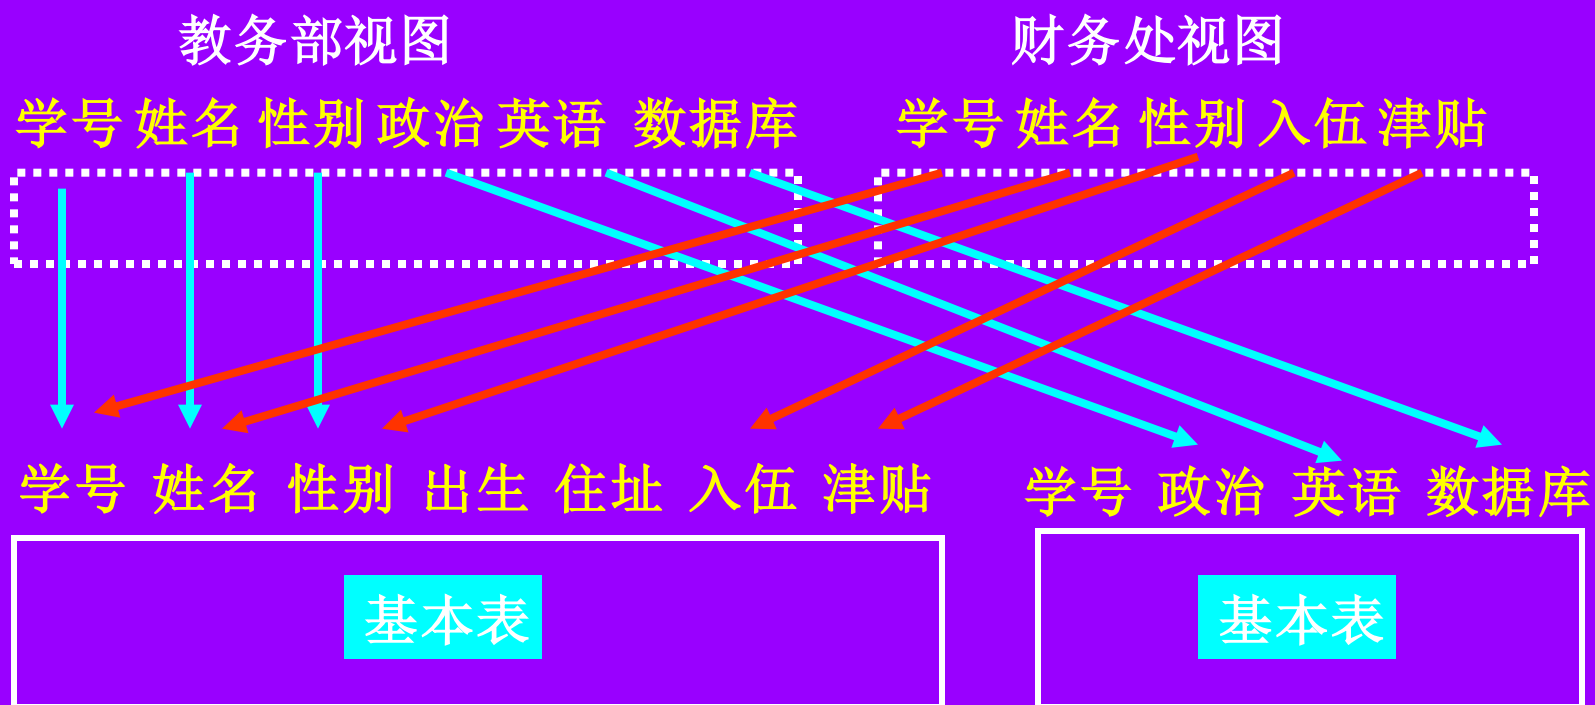 教务部视图 财务处视图
学号 姓名 性别 政治 英语 数据库 学号 姓名 性别 入伍 津贴
学号 姓名 性别 出生 住址 入伍 津贴 学号 政治 英语 数据库
基本表 基本表